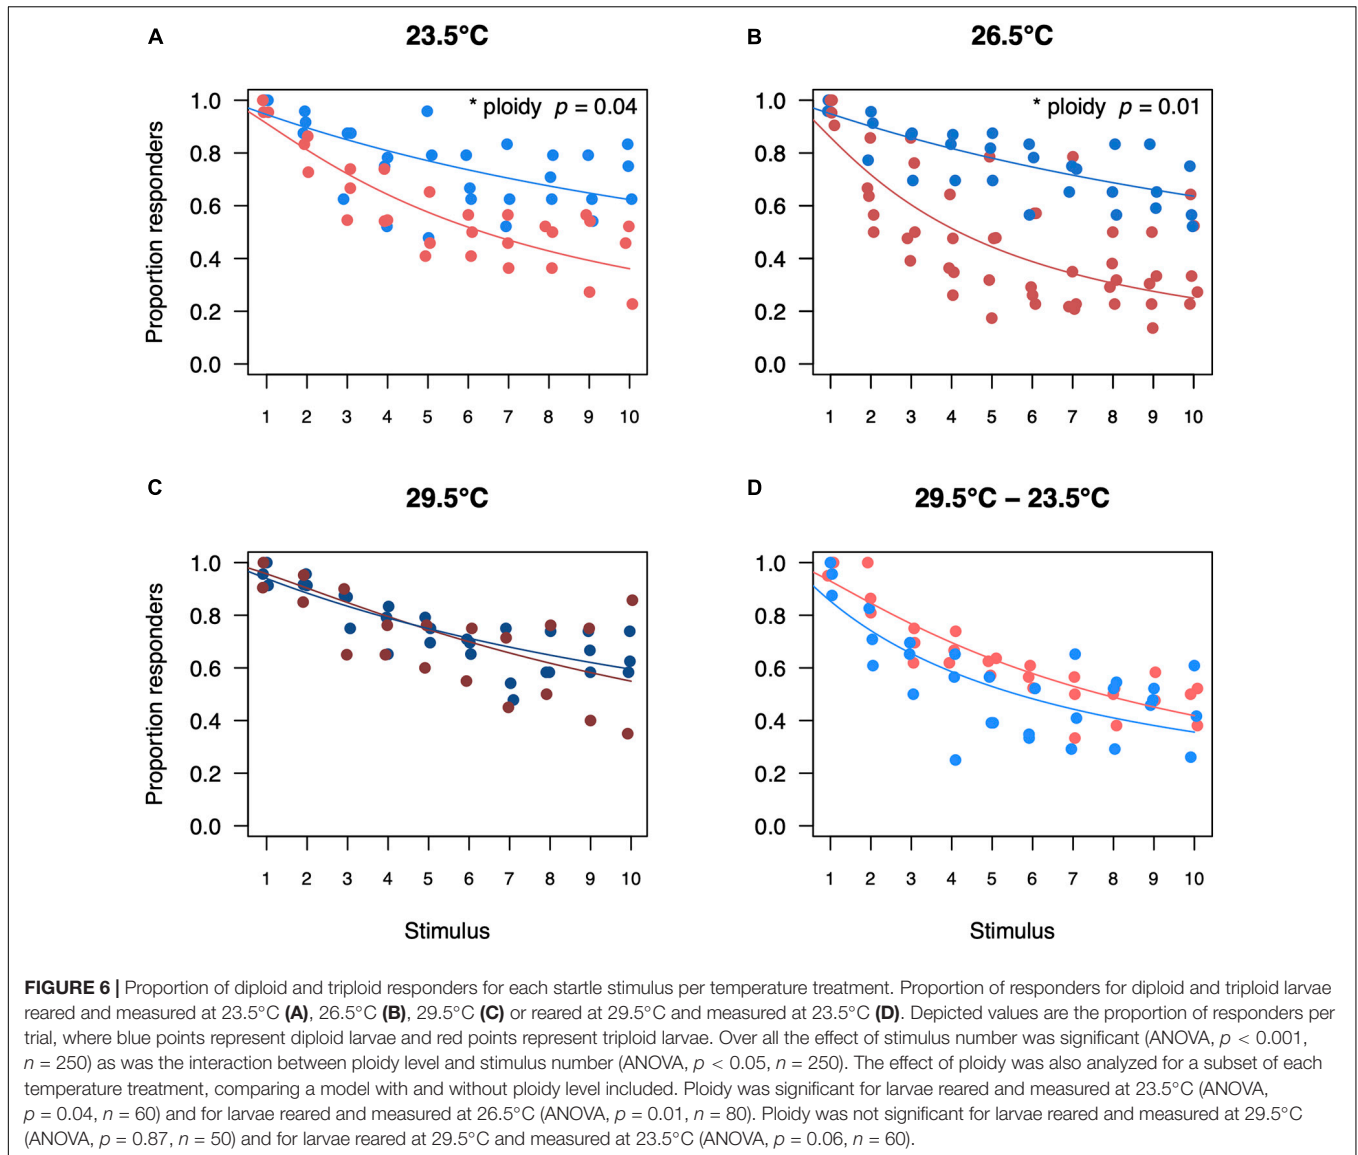 A 23.5°C
B 26.5°C
1.0
0.8
0.6
0.4
0.2
0.0
Proportion responders
* ploidy p = 0.04
1 2 3 4 5 6 7 8 9 10
1.0
0.8
0.6
0.4
0.2
0.0
* ploidy p = 0.01
1 2 3 4 5 6 7 8 9 10
C 29.5°C
D 29.5°C – 23.5°C
1.0
0.8
0.6
0.4
0.2
0.0
Proportion responders
1 2 3 4 5 6 7 8 9 10
Stimulus
1.0
0.8
0.6
0.4
0.2
0.0
1 2 3 4 5 6 7 8 9 10
Stimulus
FIGURE 6 | Proportion of diploid and triploid responders for each startle stimulus per temperature treatment. Proportion of responders for diploid and triploid larvae
reared and measured at 23.5°C (A), 26.5°C (B), 29.5°C (C) or reared at 29.5°C and measured at 23.5°C (D). Depicted values are the proportion of responders per
trial, where blue points represent diploid larvae and red points represent triploid larvae. Over all the effect of stimulus number was significant (ANOVA, p < 0.001,
n = 250) as was the interaction between ploidy level and stimulus number (ANOVA, p < 0.05, n = 250). The effect of ploidy was also analyzed for a subset of each
temperature treatment, comparing a model with and without ploidy level included. Ploidy was significant for larvae reared and measured at 23.5°C (ANOVA,
p = 0.04, n = 60) and for larvae reared and measured at 26.5°C (ANOVA, p = 0.01, n = 80). Ploidy was not significant for larvae reared and measured at 29.5°C
(ANOVA, p = 0.87, n = 50) and for larvae reared at 29.5°C and measured at 23.5°C (ANOVA, p = 0.06, n = 60).